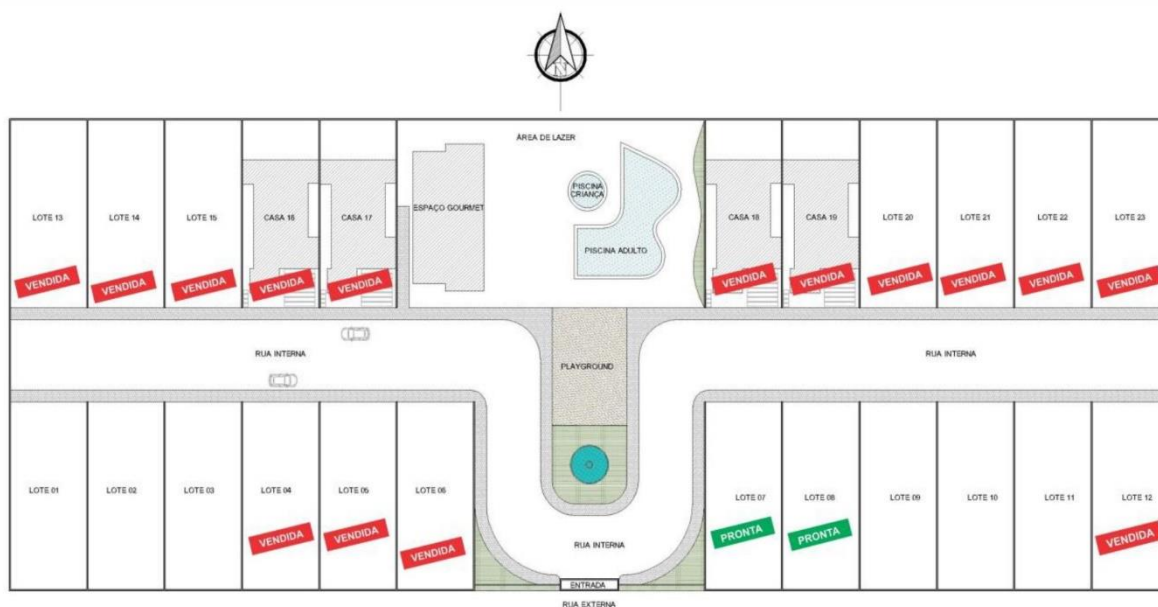 N
ÁREA DE LAZER
LOTE 13
LOTE 14
LOTE 15
CASA 16
CASA 17
ESPAÇO GOURMET
PISCINA
CRIANÇA
PISCINA ADULTO
CASA 18
CASA 19
LOTE 20
LOTE 21
LOTE 22
LOTE 23
VENDIDA
VENDIDA
VENDIDA
VENDIDA
VENDIDA
VENDIDA
VENDIDA
VENDIDA
VENDIDA
VENDIDA
VENDIDA
RUA INTERNA
PLAYGROUND
RUA INTERNA
LOTE 01
LOTE 02
LOTE 03
LOTE 04
LOTE 05
LOTE 06
LOTE 07
LOTE 08
LOTE 09
LOTE 10
LOTE 11
LOTE 12
VENDIDA
VENDIDA
VENDIDA
PRONTA
PRONTA
VENDIDA
RUA INTERNA
ENTRADA
RUA EXTERNA